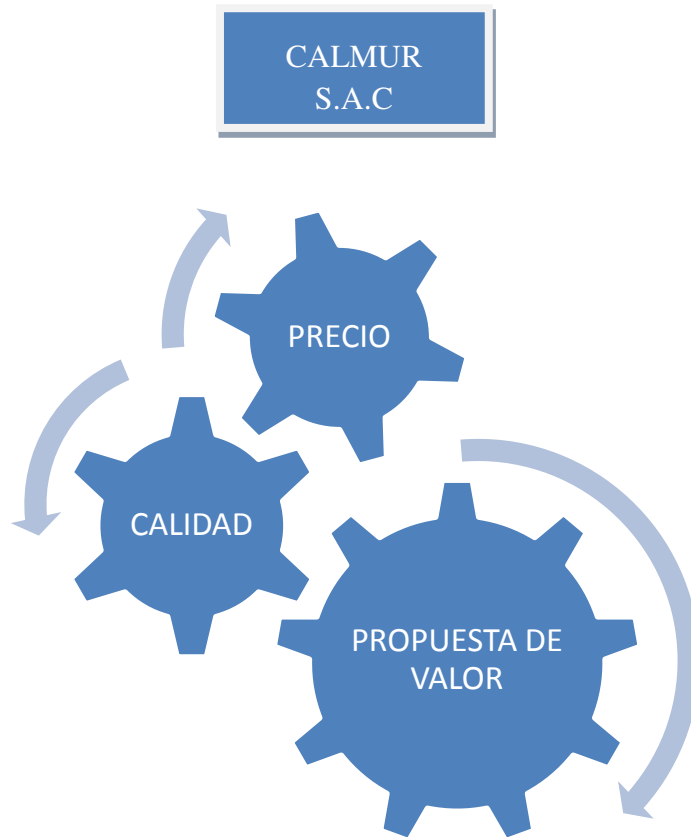 CALMUR
S.A.C
PRECIO
CALIDAD
PROPUESTA DE
VALOR